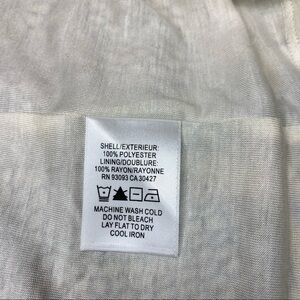 SHELL/EXTERIEUR:
100% POLYESTER
LINING/DOUBLURE:
100% RAYON/RAYONNE
RN 93093 CA 30427
MACHINE WASH COLD
DO NOT BLEACH
LAY FLAT TO DRY
COOL IRON